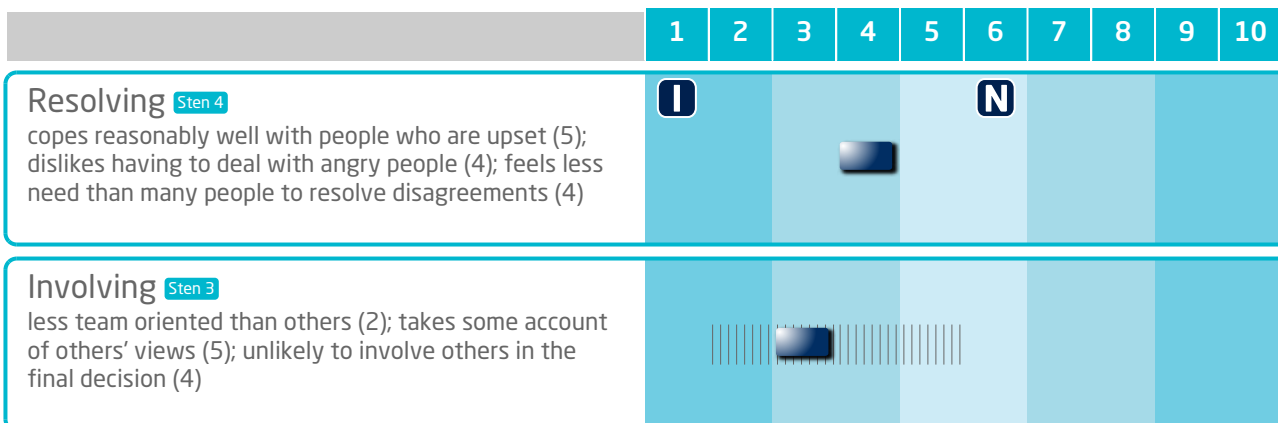 1 2 3 4 5 6 7 8 9 10
Resolving Sten 4
I N
copes reasonably well with people who are upset (5);
dislikes having to deal with angry people (4); feels less
need than many people to resolve disagreements (4)
Involving Sten 3
less team oriented than others (2); takes some account
of others’ views (5); unlikely to involve others in the
final decision (4)